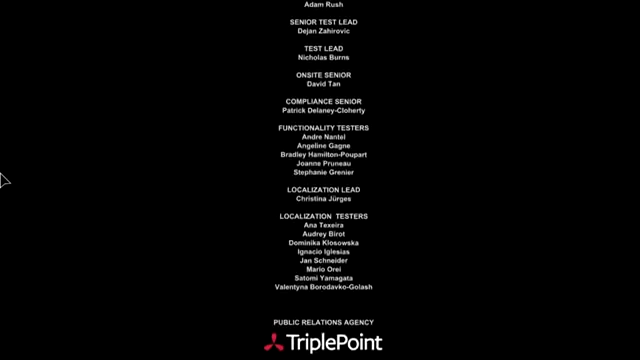 Adam Rush
SENIOR TEST LEAD
Dejan Zahirovic
TEST LEAD
Nicholas Burns
ONSITE SENIOR
David Tan
COMPLIANCE SENIOR
Patrick Delaney-Cloherty
FUNCTIONALITY TESTERS
Andre Nantel
Angeline Gagne
Bradley Hamilton-Poupart
Joanne Pruneau
Stephanie Grenier
LOCALIZATION LEAD
Christina Jürges
LOCALIZATION TESTERS
Ana Texeira
Audrey Birot
Dominika Klosowska
Ignacio Iglesias
Jan Schneider
Mario Orei
Satomi Yamagata
Valentyna Borodavko-Golash
PUBLIC RELATIONS AGENCY
TriplePoint